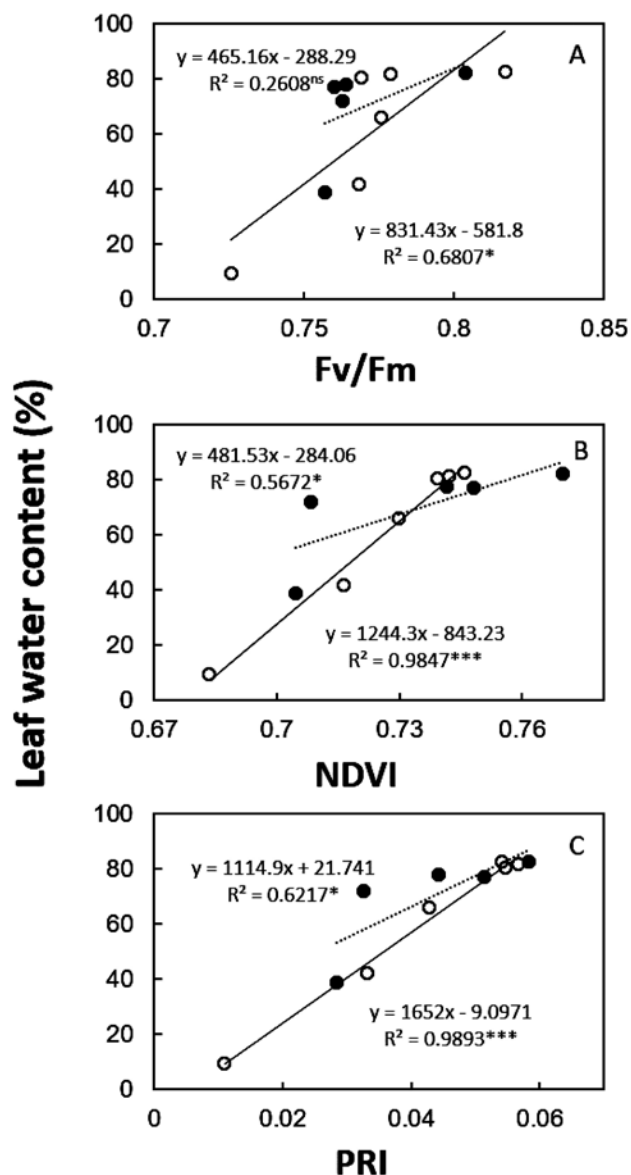 100
80
60
40
20
0
y = 465.16x - 288.29
R² = 0.2608ns
A
y = 831.43x - 581.8
R² = 0.6807*
0.7
0.75
0.8
0.85
Fv/Fm
Leaf water content (%)
100
80
60
40
20
0
y = 481.53x - 284.06
R² = 0.5672*
B
y = 1244.3x - 843.23
R² = 0.9847***
0.67
0.7
0.73
0.76
NDVI
100
80
60
40
20
0
y = 1114.9x + 21.741
R² = 0.6217*
C
y = 1652x - 9.0971
R² = 0.9893***
0
0.02
0.04
0.06
PRI